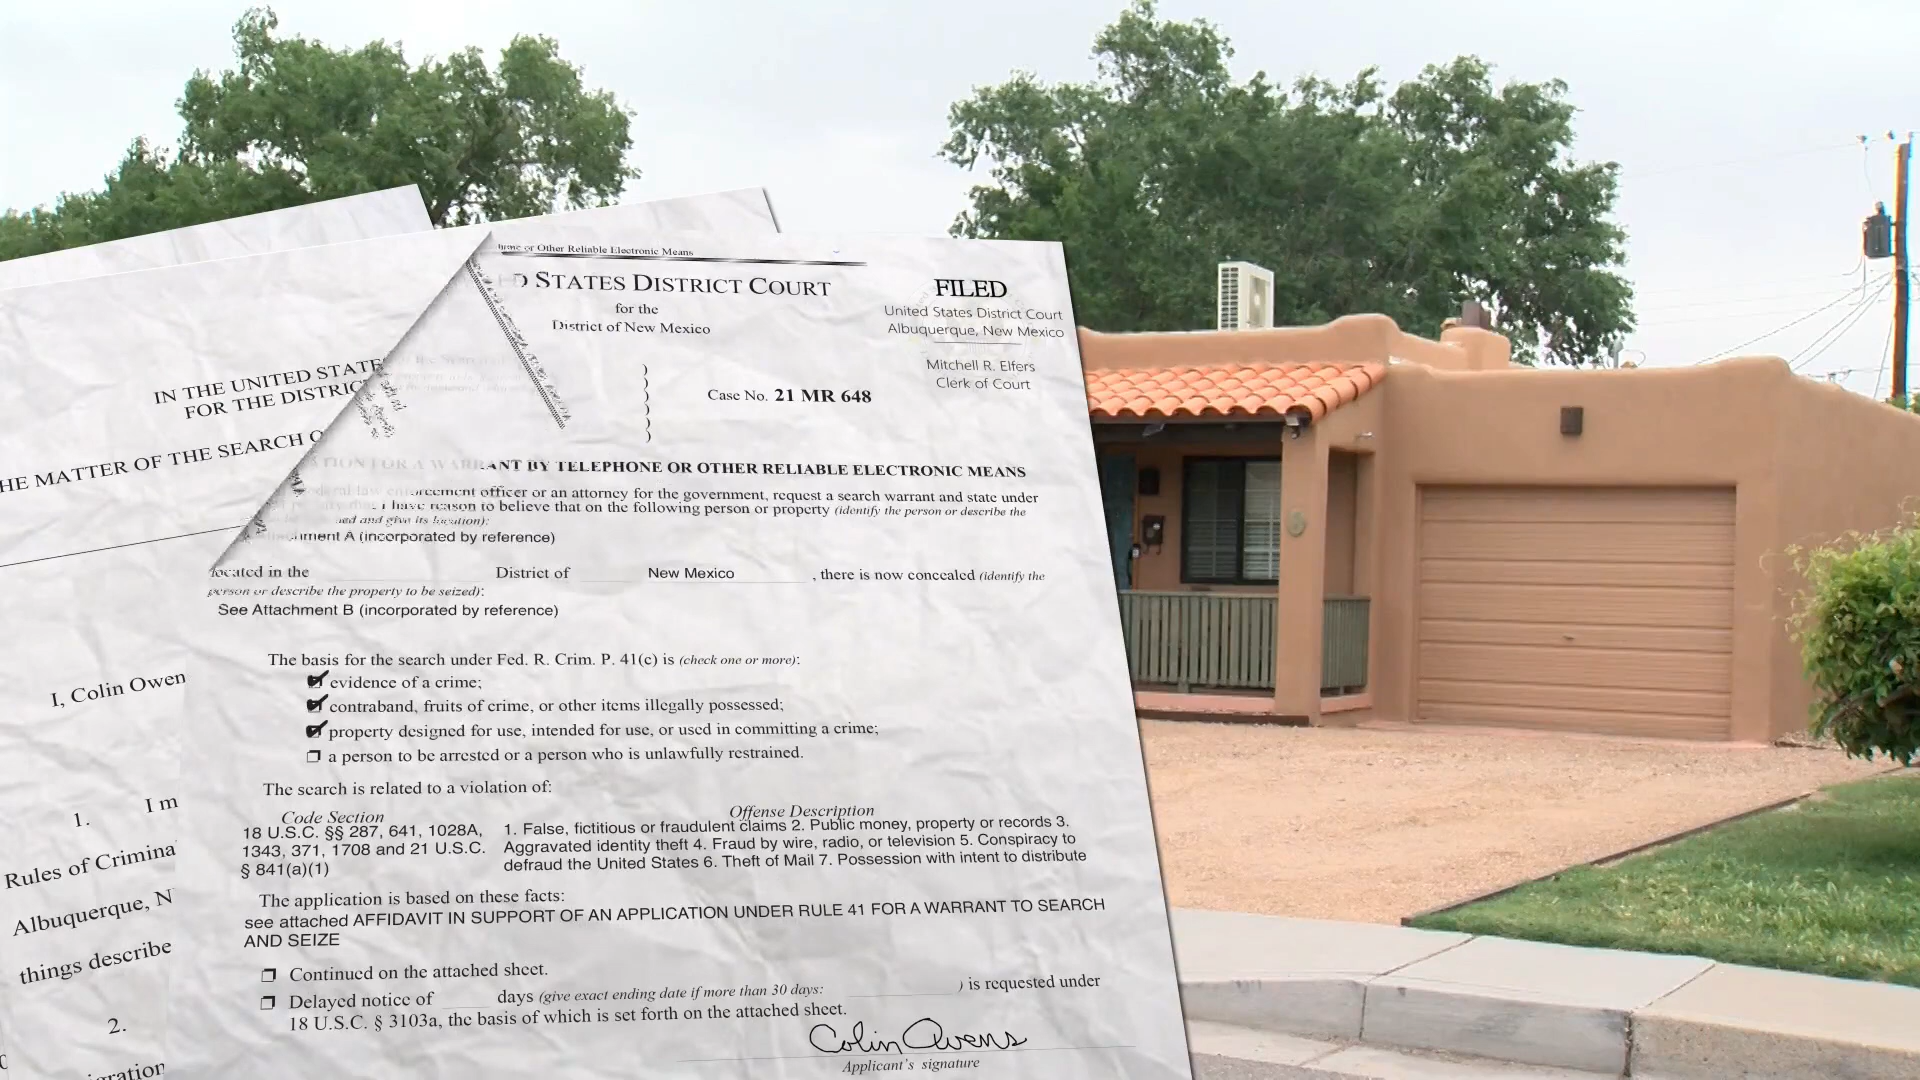 IN THE UNITED STATE
FOR THE DISTRIC
HE MATTER OF THE SEARCH O
I, Colin Owen
1. I m
Rules of Crimina
Albuquerque, N
things describe
2.
igration
or Other Reliable Electronic Means
D STATES DISTRICT COURT
for the
District of New Mexico
FILED
United States District Court
Albuquerque, New Mexico
Mitchell R. Elfers
Clerk of Court
Case No. 21 MR 648
ANT BY TELEPHONE OR OTHER RELIABLE ELECTRONIC MEANS
officer or an attorney for the government, request a search warrant and state under
I have reason to believe that on the following person or property (identify the person or describe the
and give its location):
A (incorporated by reference)
located in the District of New Mexico , there is now concealed (identify the
person or describe the property to be seized):
See Attachment B (incorporated by reference)
The basis for the search under Fed. R. Crim. P. 41(c) is (check one or more):
evidence of a crime;
contraband, fruits of crime, or other items illegally possessed;
property designed for use, intended for use, or used in committing a crime;
a person to be arrested or a person who is unlawfully restrained.
The search is related to a violation of:
Code Section Offense Description
18 U.S.C. §§ 287, 641, 1028A, 1. False, fictitious or fraudulent claims 2. Public money, property or records 3.
1343, 371, 1708 and 21 U.S.C. Aggravated identity theft 4. Fraud by wire, radio, or television 5. Conspiracy to
§ 841(a)(1) defraud the United States 6. Theft of Mail 7. Possession with intent to distribute
The application is based on these facts:
see attached AFFIDAVIT IN SUPPORT OF AN APPLICATION UNDER RULE 41 FOR A WARRANT TO SEARCH
AND SEIZE
Continued on the attached sheet.
Delayed notice of days (give exact ending date if more than 30 days: ) is requested under
18 U.S.C. § 3103a, the basis of which is set forth on the attached sheet.
Colin Owens
Applicant's signature